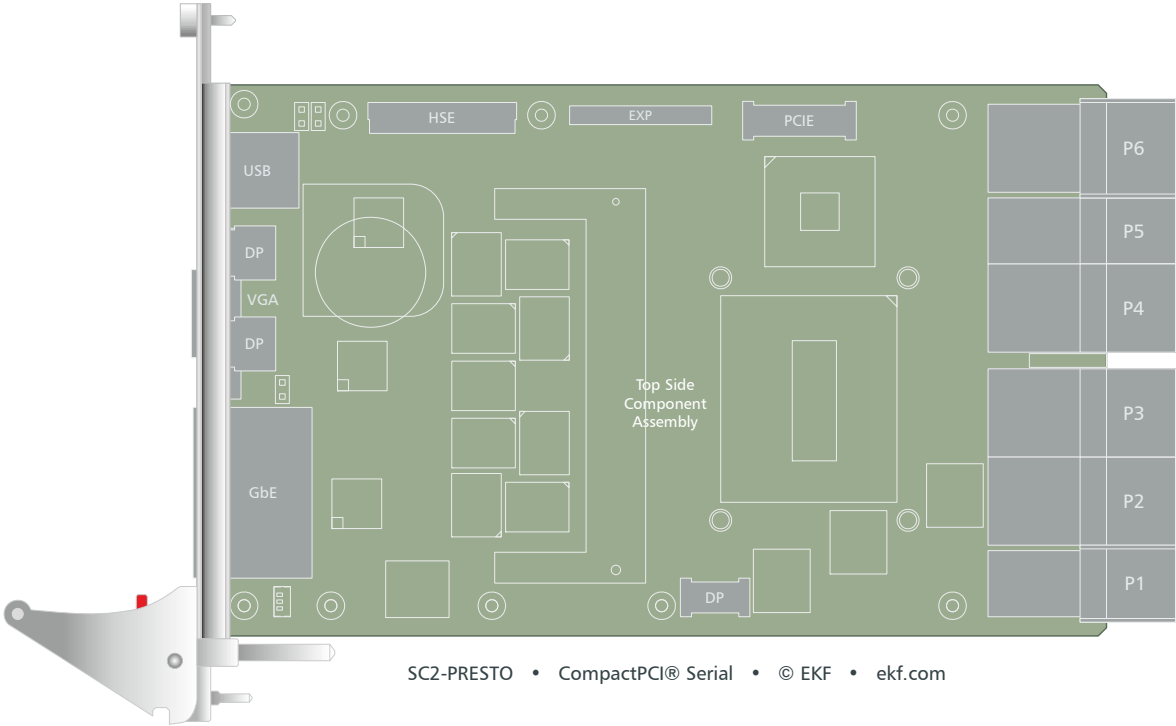 HSE
EXP
PCIE
P6
USB
P5
DP
VGA
P4
DP
Top Side
Component
Assembly
P3
GbE
P2
P1
DP
SC2-PRESTO • CompactPCI® Serial • © EKF • ekf.com